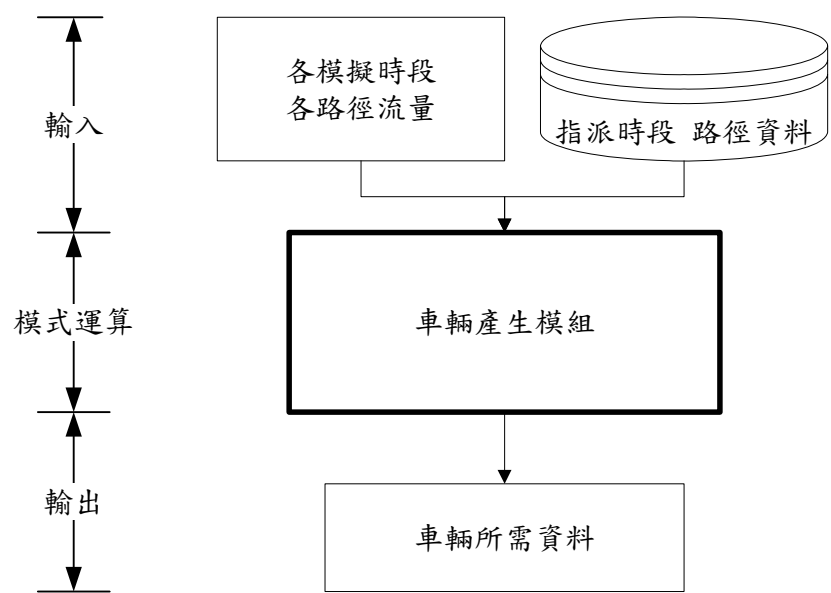 各模擬時段
各路徑流量
指派時段 路徑資料
輸入
模式運算
車輛產生模組
輸出
車輛所需資料